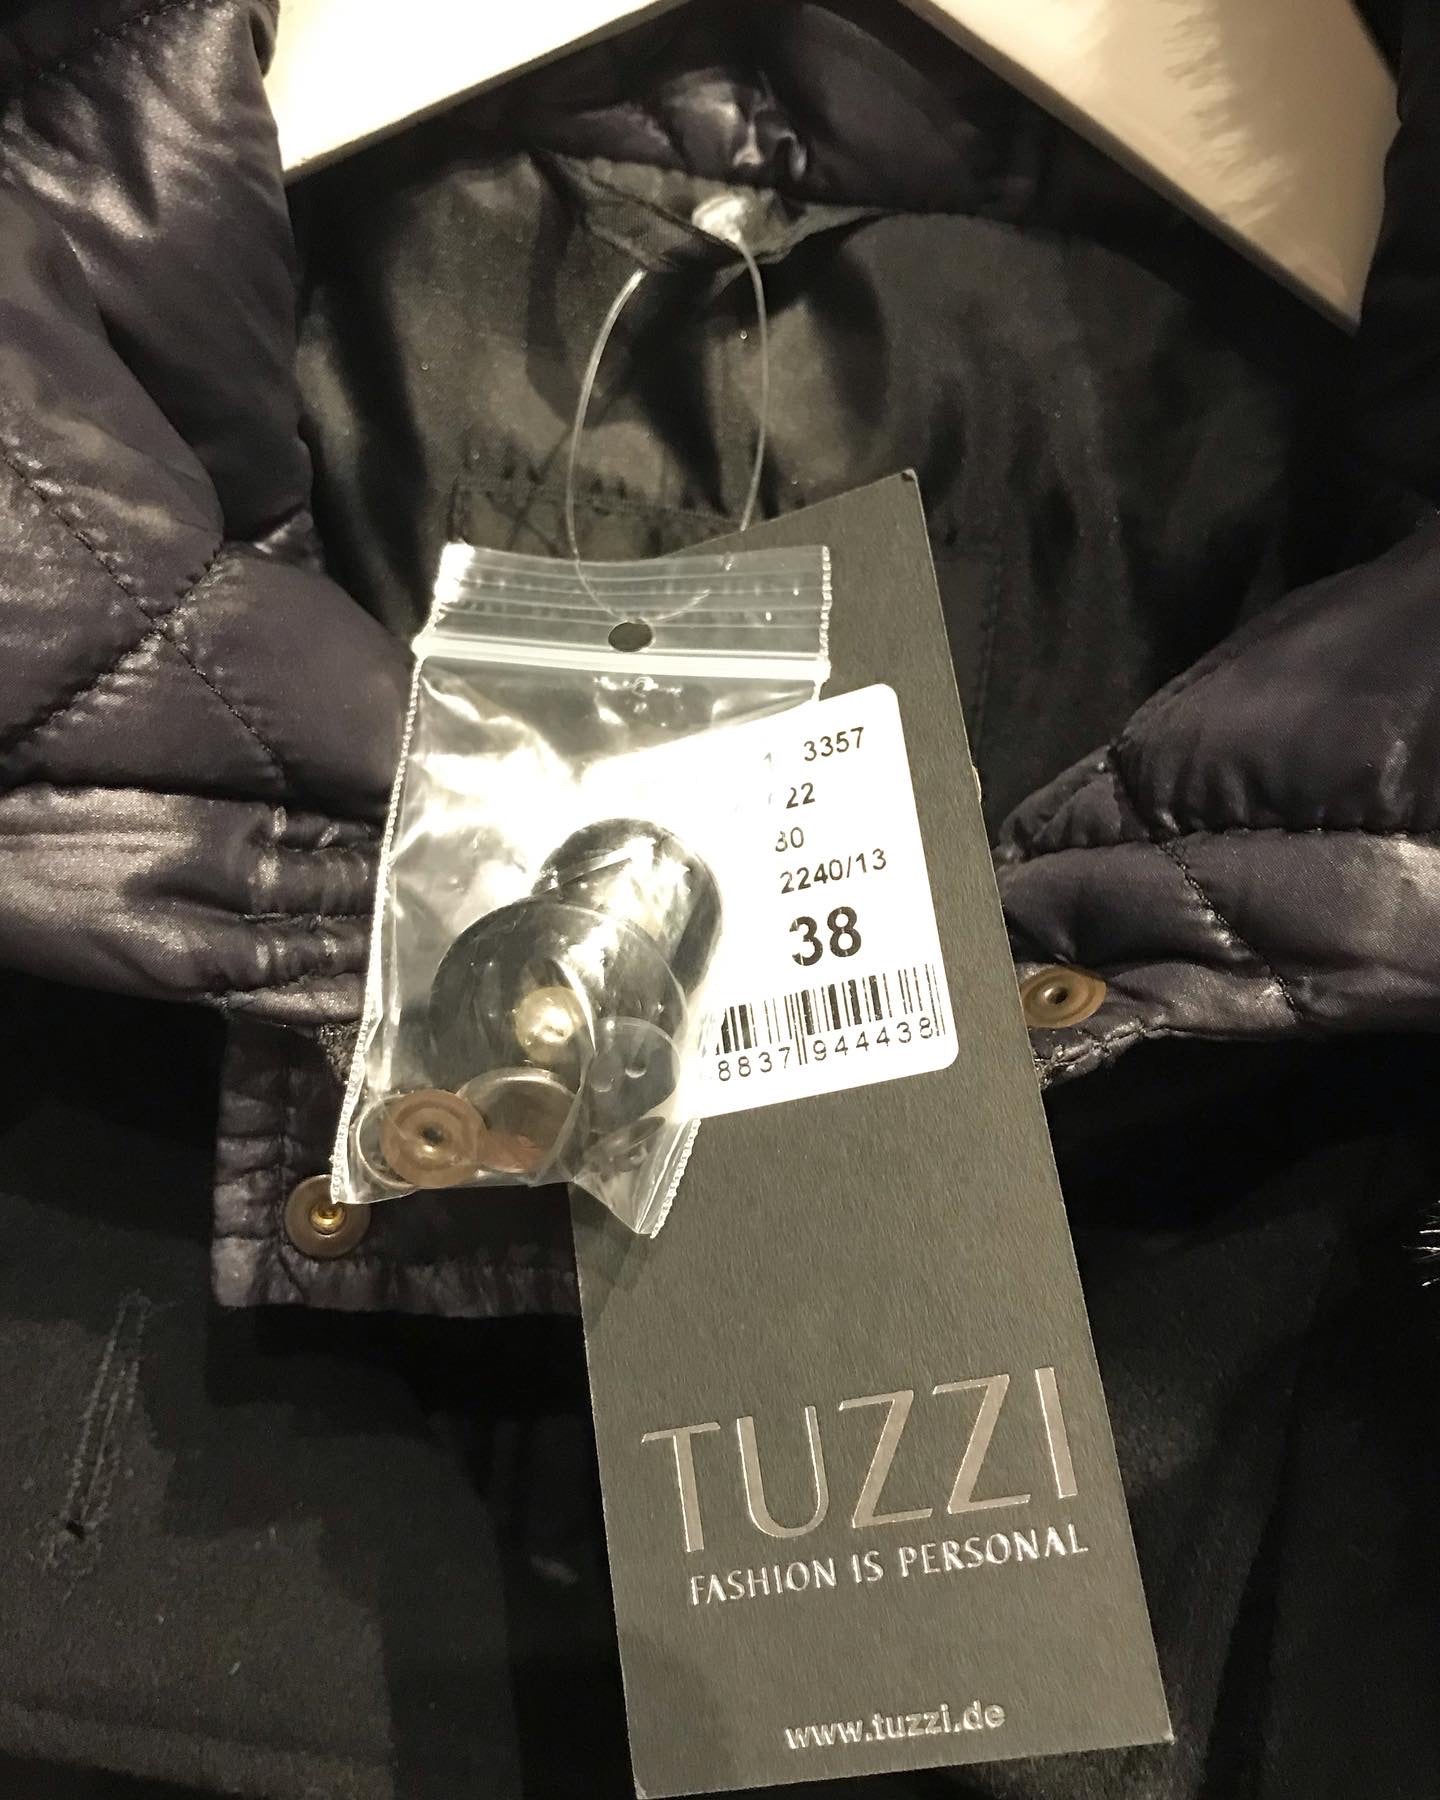 3357
22
30
2240/13
38
8837 944438
TUZZI
FASHION IS PERSONAL
www.tuzzi.de